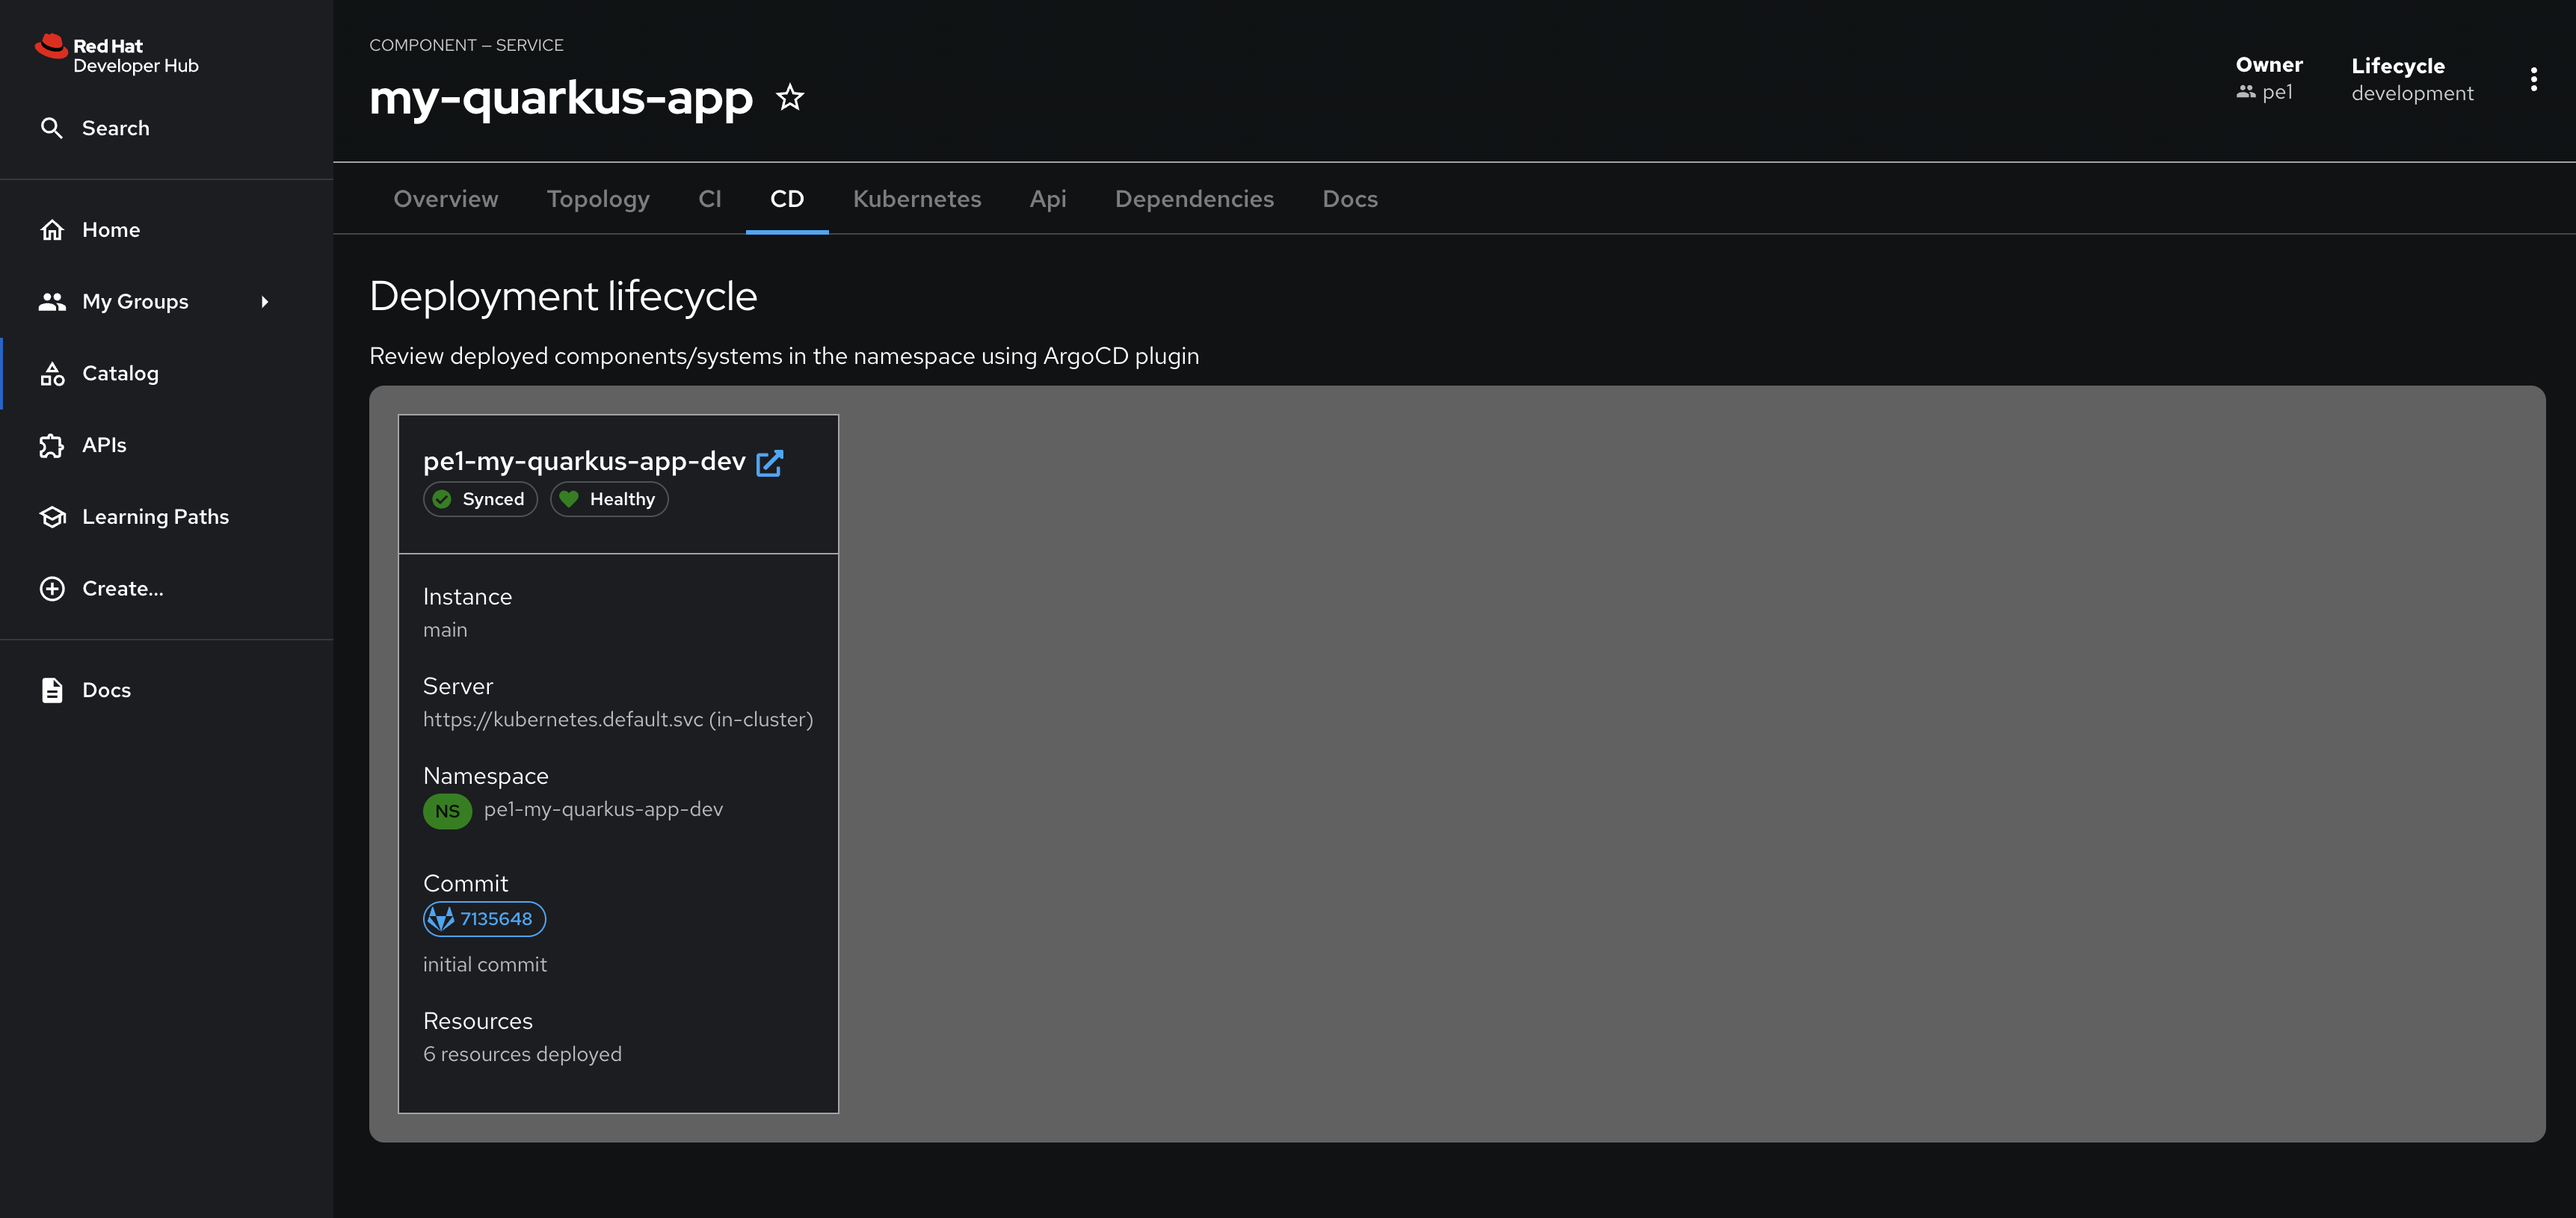 Red Hat
Developer Hub
Search
Home
My Groups
Catalog
APIs
Learning Paths
Create...
Docs
COMPONENT — SERVICE
my-quarkus-app
Owner
pe1
Lifecycle
development
Overview Topology CI CD Kubernetes Api Dependencies Docs
Deployment lifecycle
Review deployed components/systems in the namespace using ArgoCD plugin
pe1-my-quarkus-app-dev
Synced Healthy
Instance
main
Server
https://kubernetes.default.svc (in-cluster)
Namespace
NS pe1-my-quarkus-app-dev
Commit
7135648
initial commit
Resources
6 resources deployed